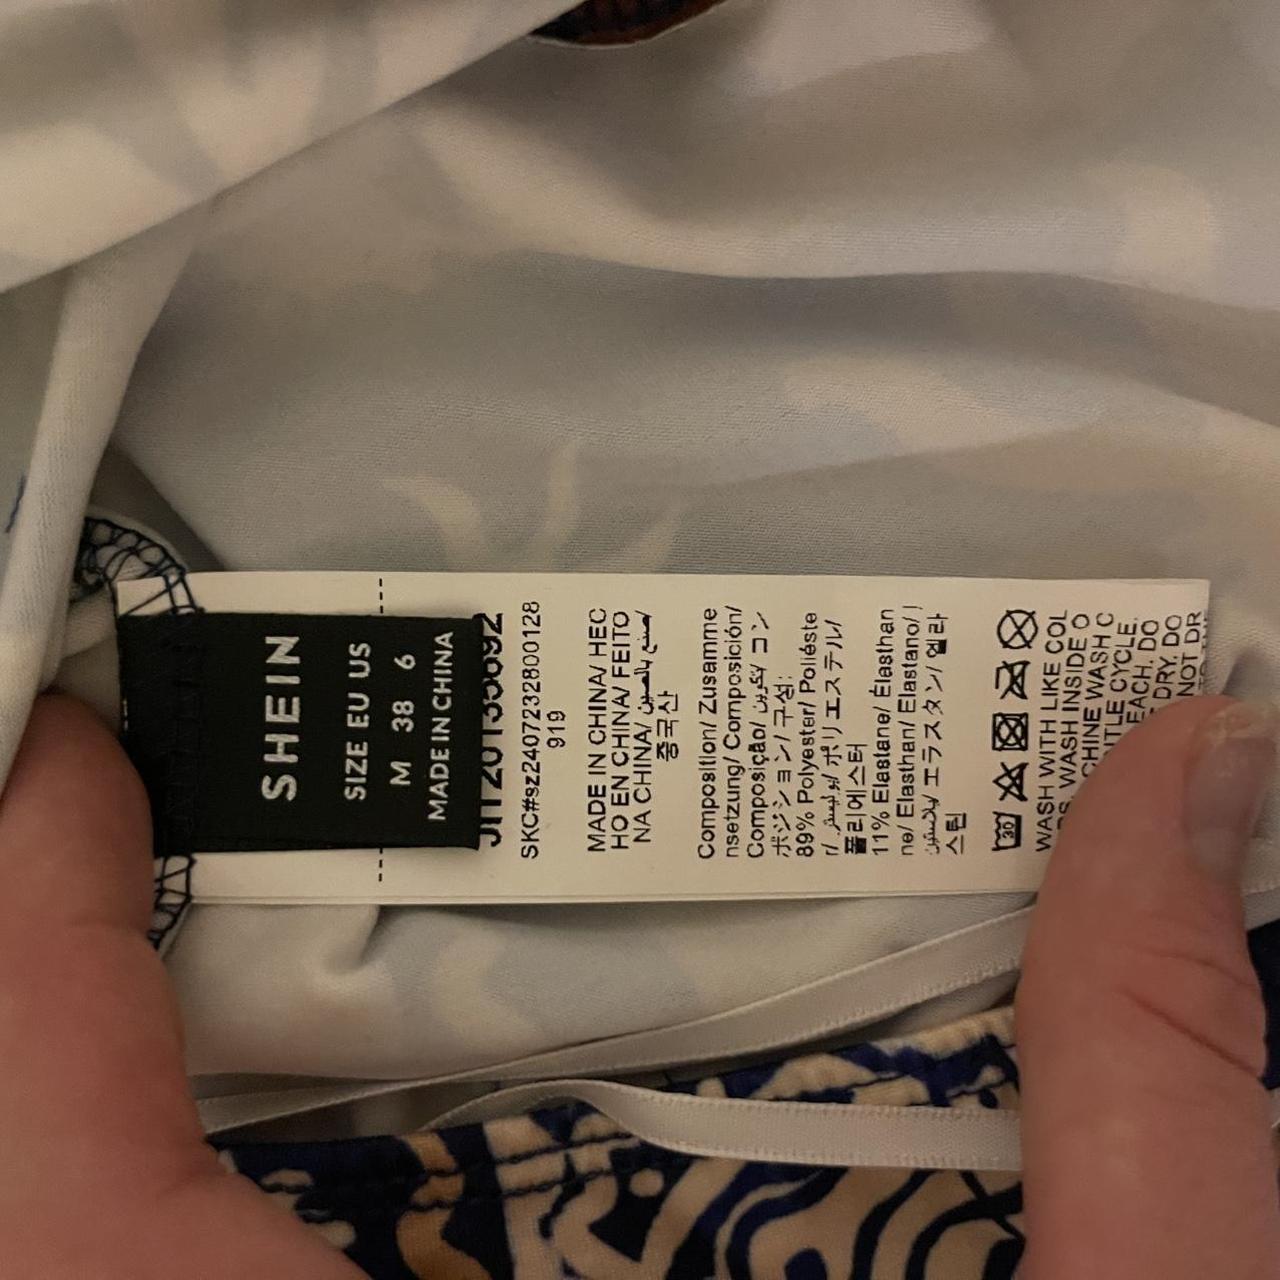 SHEIN
SIZE EU US
M 38 6
MADE IN CHINA
SKC#sz2407232800128
919
MADE IN CHINA/ HEC
HO EN CHINA/ FEITO
NA CHINA/ صنع بالصين/
중국산
Composition/ Zusamme
nsetzung/ Composición/
Composição/ تكوين/ コン
ポジション/ 구성:
89% Polyester/ Poliéste
r/ بوليستر/ ポリエステル/
폴리에스터
11% Elastane/ Élasthan
ne/ Elasthan/ Elastano/
إيلاستين/ エラスタン/ 엘라
스틴
30
WASH WITH LIKE COL
WASH INSIDE O
CHINE WASH C
NTLE CYCLE.
EACH. DO
DRY. DO
NOT DR